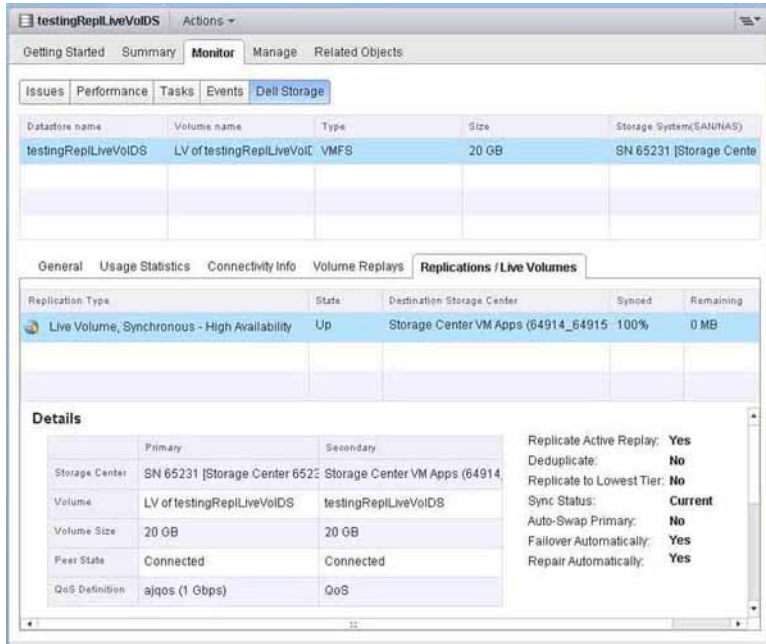 testingReplLiveVolDS Actions
Getting Started Summary Monitor Manage Related Objects
Issues Performance Tasks Events Dell Storage
Datastore name Volume name Type Size Storage System(SAN/NAS)
testingReplLiveVolDS LV of testingReplLiveVolD VMFS 20 GB SN 65231 [Storage Cente
General Usage Statistics Connectivity Info Volume Replays Replications / Live Volumes
Replication Type State Destination Storage Center Synced Remaining
Live Volume, Synchronous - High Availability Up Storage Center VM Apps (64914_64915 100% 0 MB
Details
Primary Secondary
Storage Center SN 65231 [Storage Center 6523 Storage Center VM Apps (64914_
Volume LV of testingReplLiveVolDS testingReplLiveVolDS
Volume Size 20 GB 20 GB
Peer State Connected Connected
QoS Definition ajqos (1 Gbps) QoS
Replicate Active Replay: Yes
Deduplicate: No
Replicate to Lowest Tier: No
Sync Status: Current
Auto-Swap Primary: No
Failover Automatically: Yes
Repair Automatically: Yes